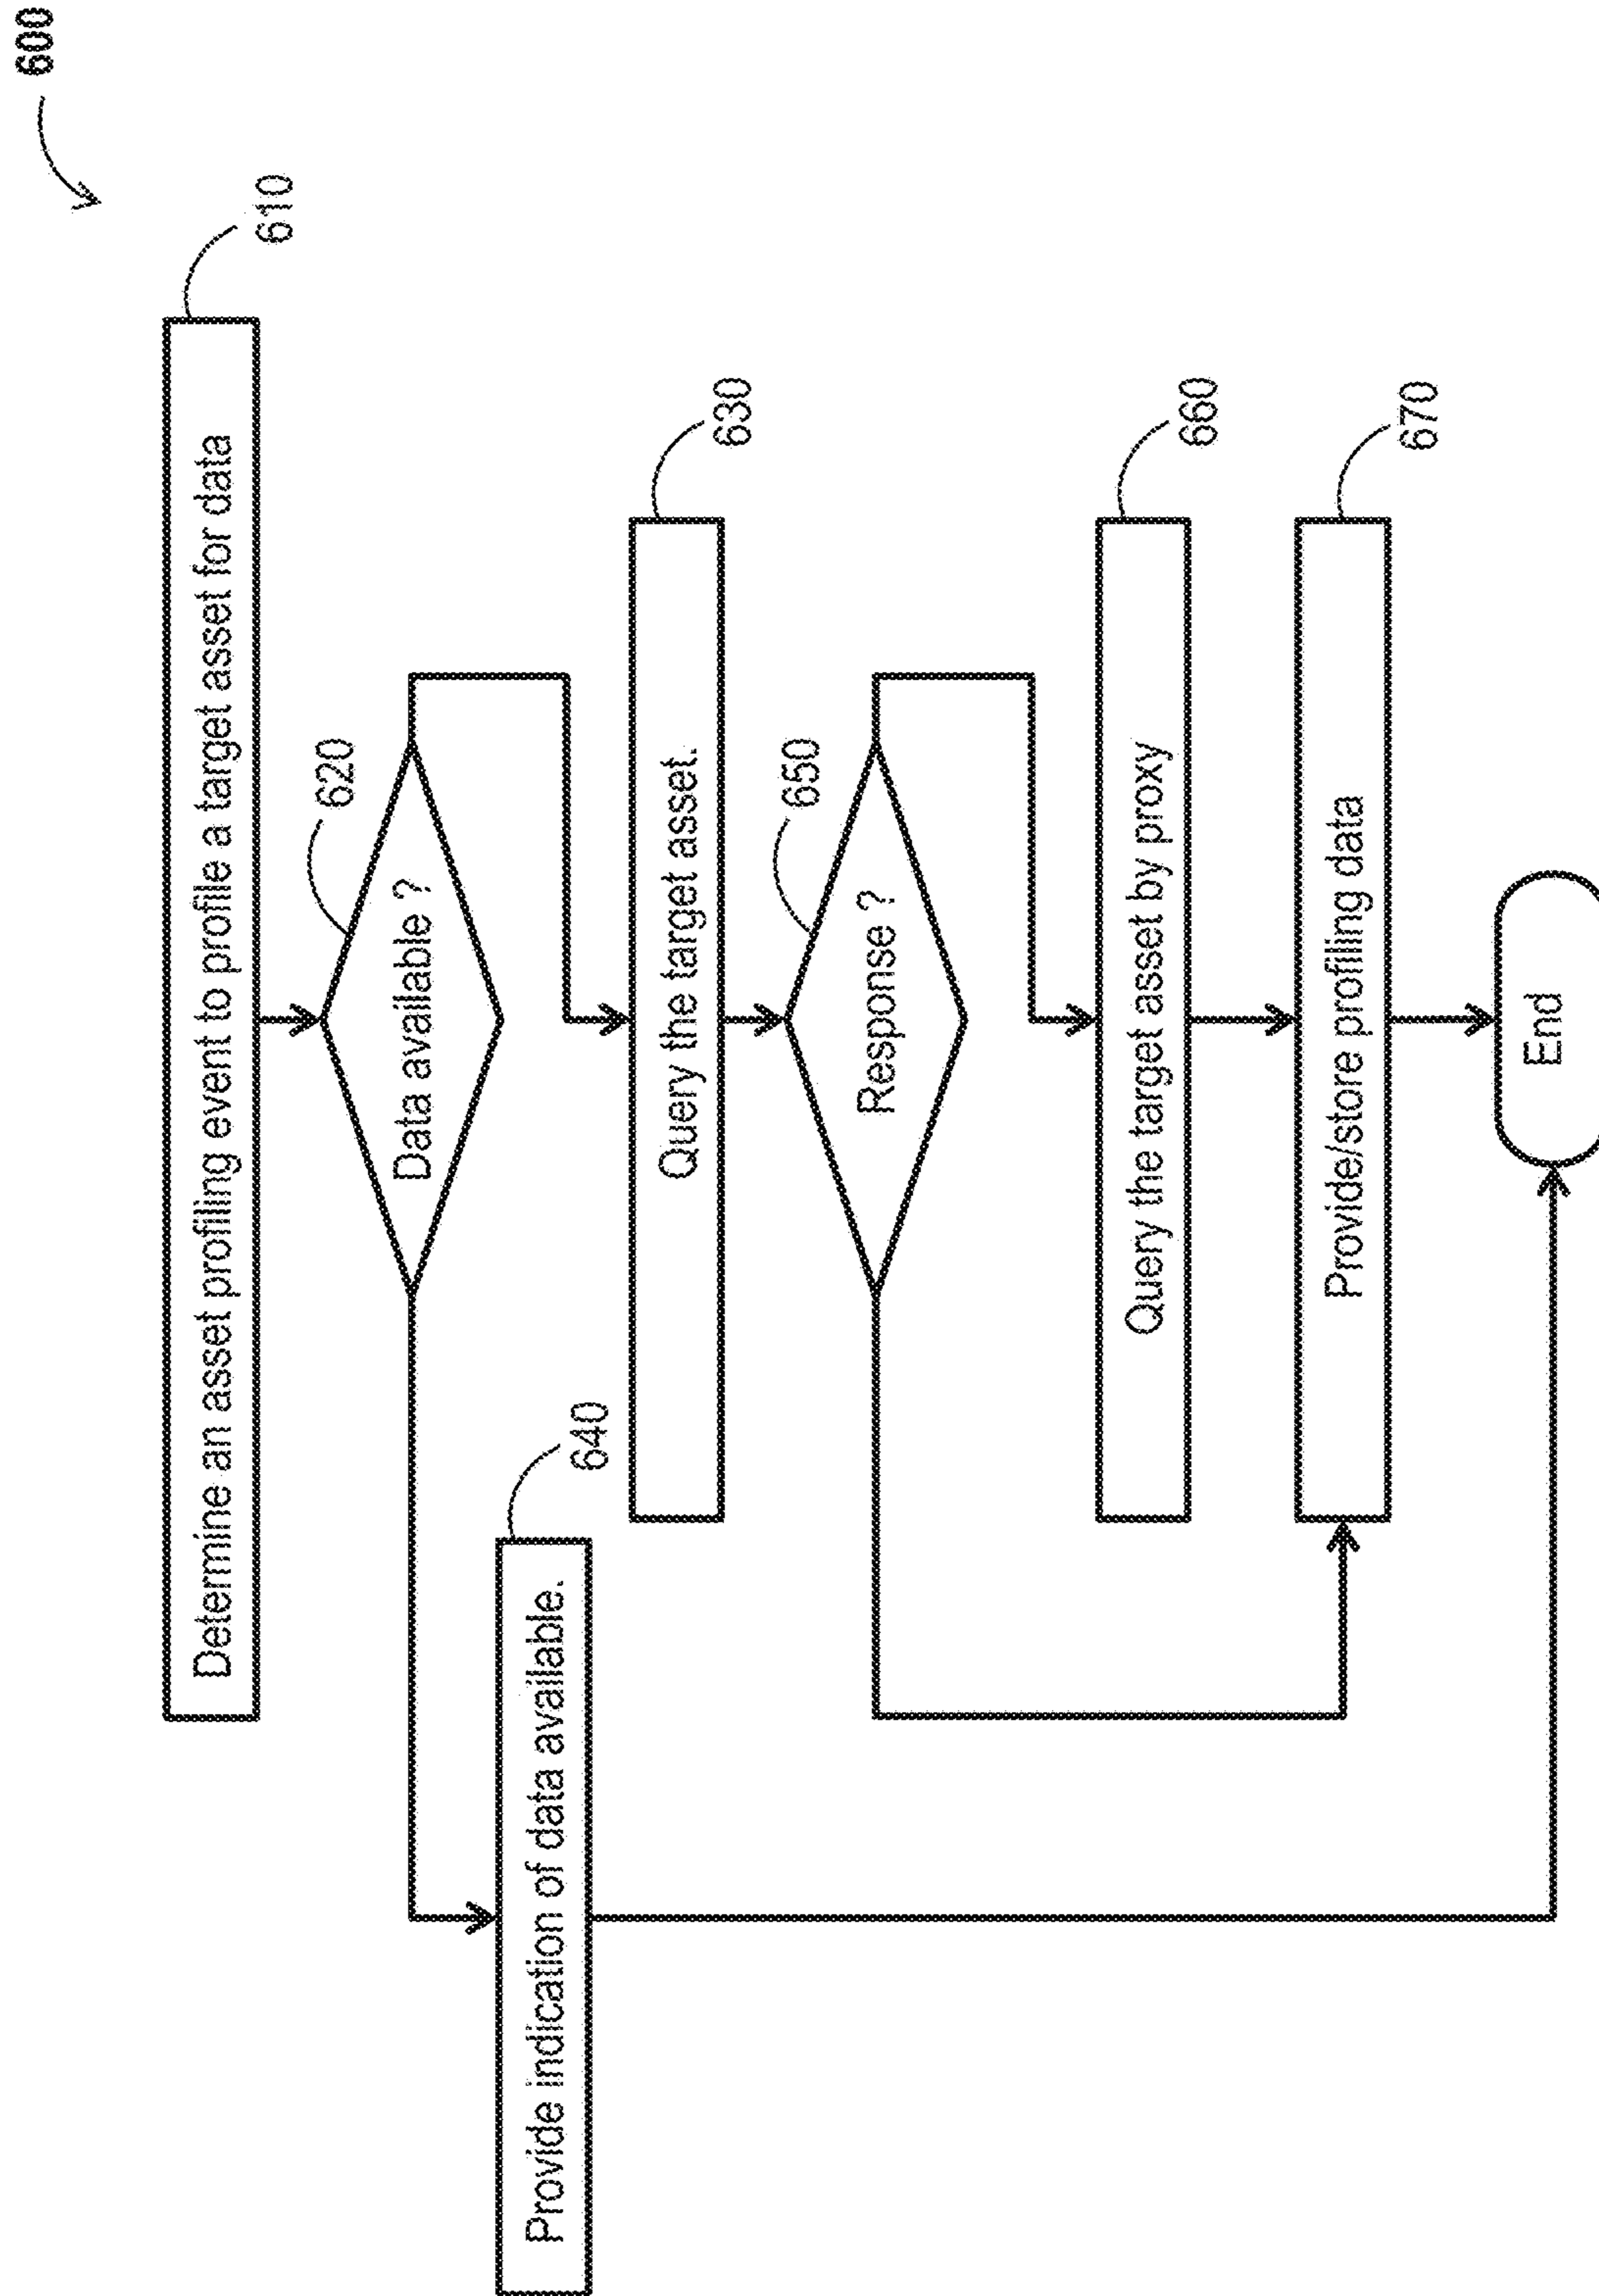 600
610
Determine an asset profiling event to profile a target asset for data
620
Data available ?
640
Provide indication of data available.
630
Query the target asset.
650
Response ?
660
Query the target asset by proxy
670
Provide/store profiling data
End